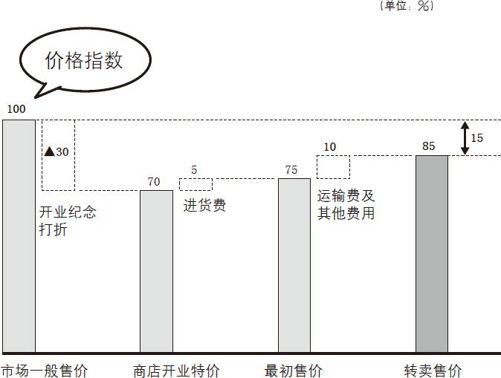 (单位：%)
价格指数
100
▲30
开业纪念
打折
70
5
进货费
75
10
运输费及
其他费用
85
15
市场一般售价
商店开业特价
最初售价
转卖售价